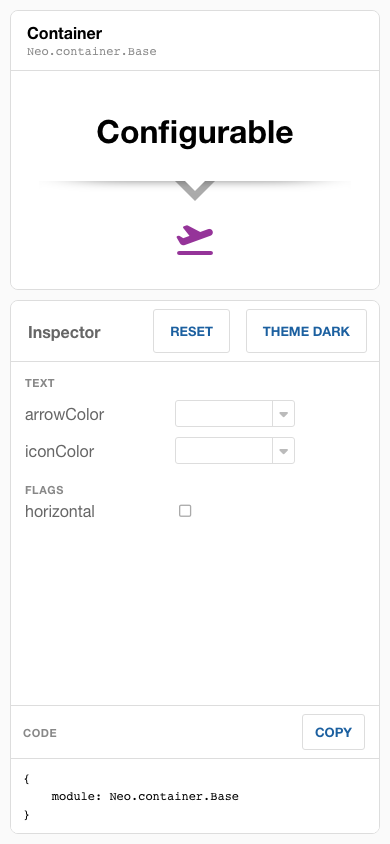 Container
Neo.container.Base
Configurable
Inspector
RESET
THEME DARK
TEXT
arrowColor
iconColor
FLAGS
horizontal
CODE
COPY
{
    module: Neo.container.Base
}